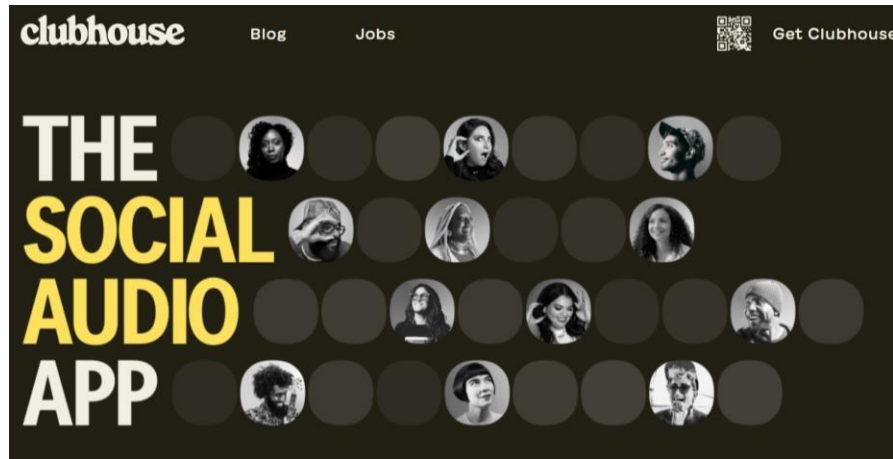 clubhouse Blog Jobs Get Clubhouse
THE
SOCIAL
AUDIO
APP